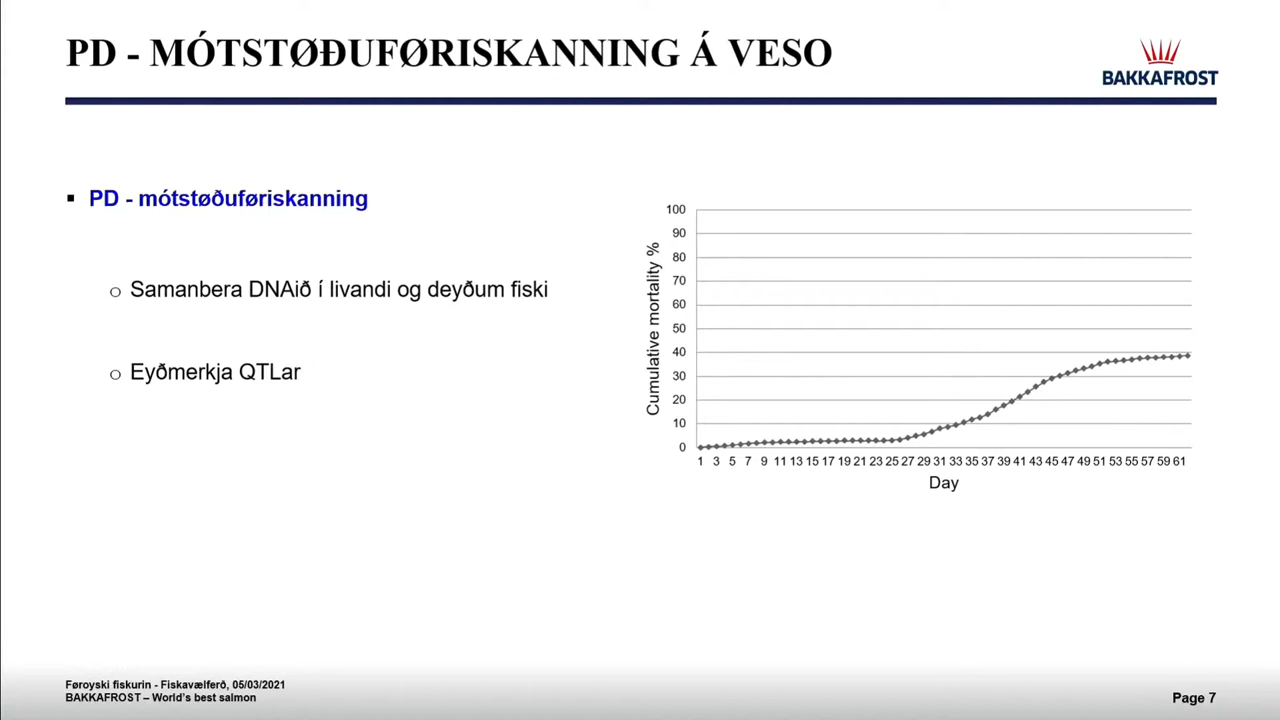 PD - MÓTSTØÐUFØRISKANNING Á VESO
BAKKAFROST
PD - mótstøðuføriskanning
Samanbera DNAið í livandi og deyðum fiski
Eyðmerkja QTLar
Cumulative mortality %
100
90
80
70
60
50
40
30
20
10
0
1 3 5 7 9 11 13 15 17 19 21 23 25 27 29 31 33 35 37 39 41 43 45 47 49 51 53 55 57 59 61
Day
Føroyski fiskurin - Fiskavælferð, 05/03/2021
BAKKAFROST – World's best salmon
Page 7